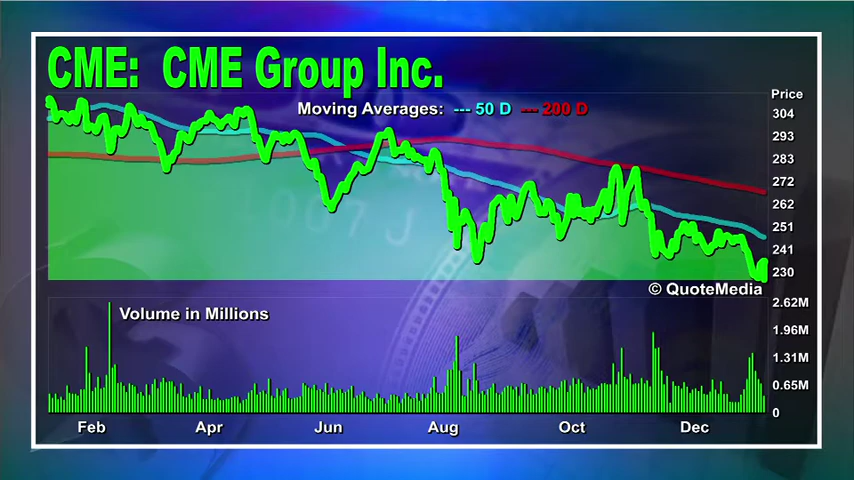 CME: CME Group Inc.
Moving Averages: --- 50 D --- 200 D
Price
304
293
283
272
262
251
241
230
© QuoteMedia
Volume in Millions
2.62M
1.96M
1.31M
0.65M
0
Feb Apr Jun Aug Oct Dec